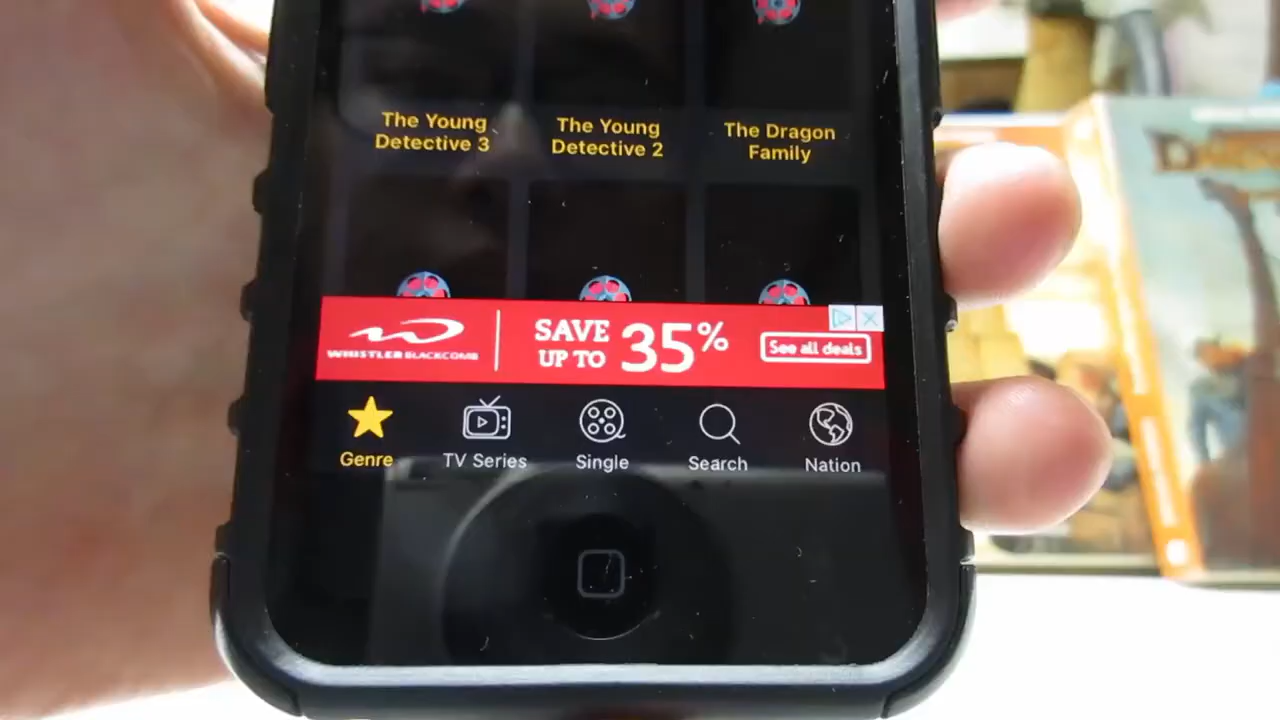 The Young
Detective 3
The Young
Detective 2
The Dragon
Family
WHISTLER BLACKCOMB
SAVE
UP TO
35%
See all deals
Genre
TV Series
Single
Search
Nation